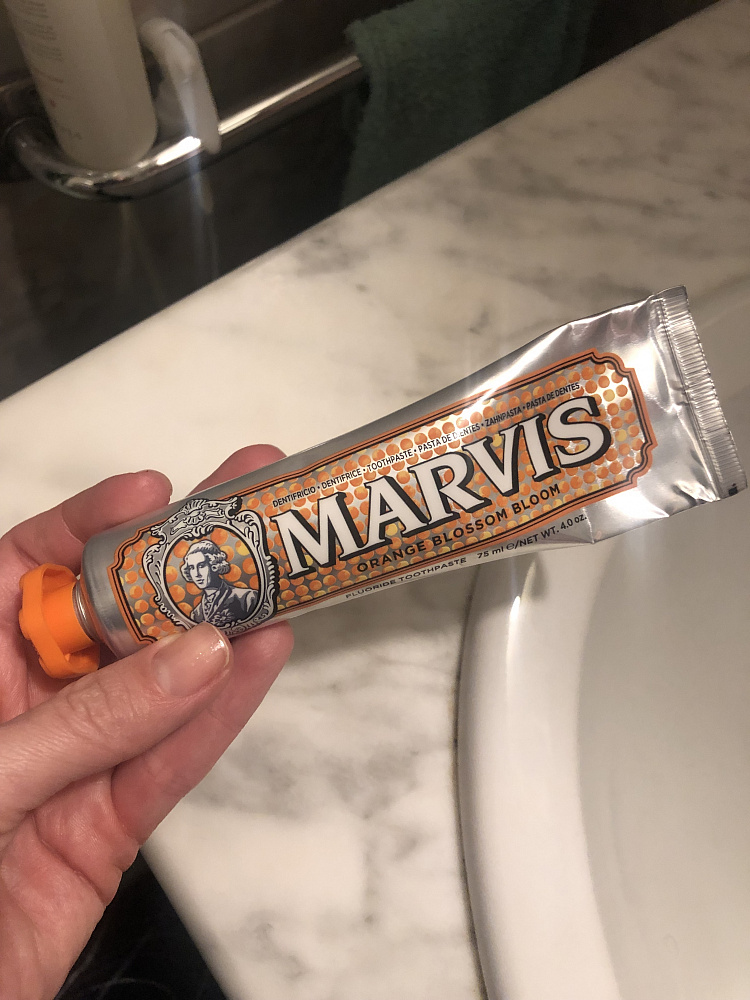 DENTIFRICIO • DENTIFRICE • TOOTHPASTE • PASTA DE DENTES • ZAHNPASTA • PASTA DE DENTES
MARVIS
ORANGE BLOSSOM BLOOM
FLUORIDE TOOTHPASTE 75 ml ℮/NET WT. 4.0 oz.